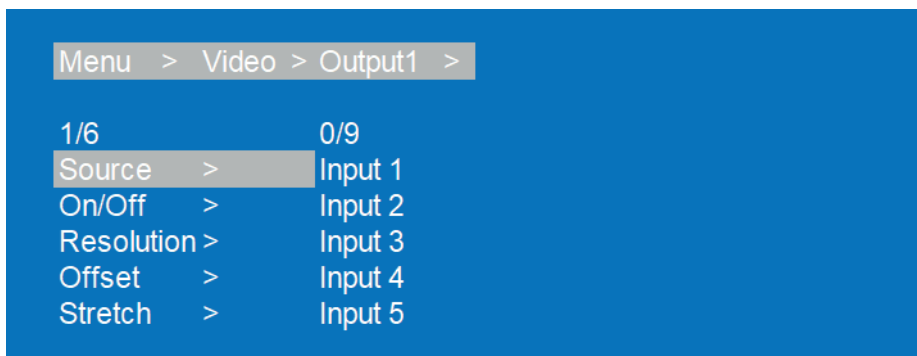 Menu > Video > Output1 >
1/6 0/9
Source > Input 1
On/Off > Input 2
Resolution > Input 3
Offset > Input 4
Stretch > Input 5